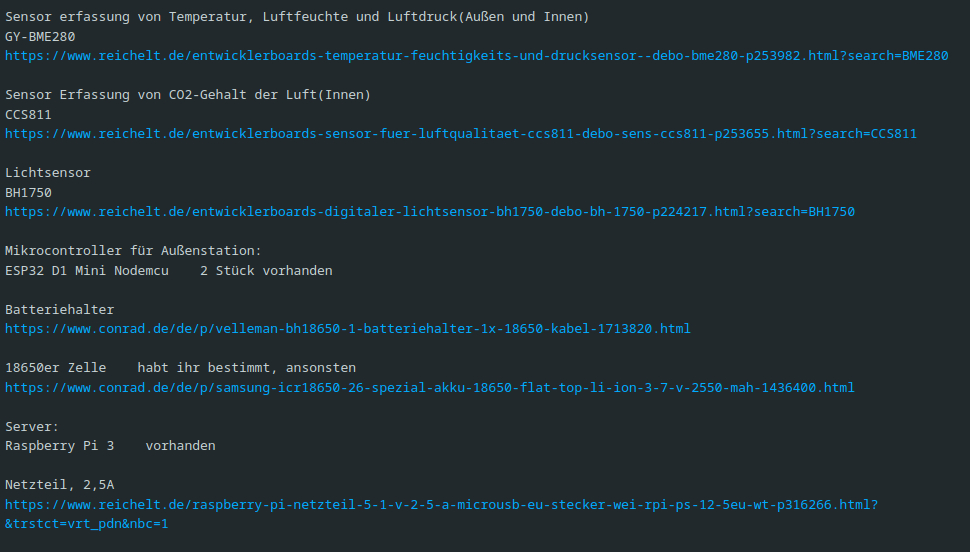 Sensor erfassung von Temperatur, Luftfeuchte und Luftdruck(Außen und Innen)
GY-BME280
https://www.reichelt.de/entwicklerboards-temperatur-feuchtigkeits-und-drucksensor--debo-bme280-p253982.html?search=BME280
Sensor Erfassung von CO2-Gehalt der Luft(Innen)
CCS811
https://www.reichelt.de/entwicklerboards-sensor-fuer-luftqualitaet-ccs811-debo-sens-ccs811-p253655.html?search=CCS811
Lichtsensor
BH1750
https://www.reichelt.de/entwicklerboards-digitaler-lichtsensor-bh1750-debo-bh-1750-p224217.html?search=BH1750
Mikrocontroller für Außenstation:
ESP32 D1 Mini Nodemcu    2 Stück vorhanden
Batteriehalter
https://www.conrad.de/de/p/velleman-bh18650-1-batteriehalter-1x-18650-kabel-1713820.html
18650er Zelle    habt ihr bestimmt, ansonsten
https://www.conrad.de/de/p/samsung-icr18650-26-spezial-akku-18650-flat-top-li-ion-3-7-v-2550-mah-1436400.html
Server:
Raspberry Pi 3    vorhanden
Netzteil, 2,5A
https://www.reichelt.de/raspberry-pi-netzteil-5-1-v-2-5-a-microusb-eu-stecker-wei-rpi-ps-12-5eu-wt-p316266.html?
&trstct=vrt_pdn&nbc=1